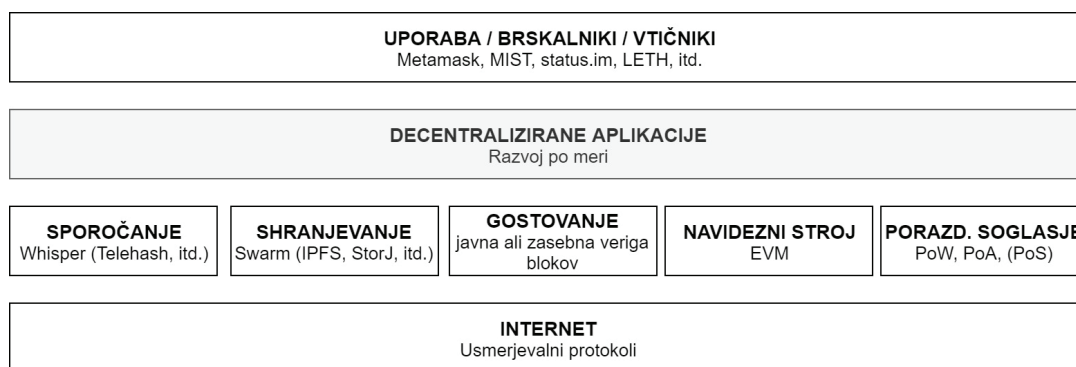 UPORABA / BRSKALNIKI / VTIČNIKI
Metamask, MIST, status.im, LETH, itd.
DECENTRALIZIRANE APLIKACIJE
Razvoj po meri
SPOROČANJE
Whisper (Telehash, itd.)
SHRANJEVANJE
Swarm (IPFS, StorJ, itd.)
GOSTOVANJE
javna ali zasebna veriga
blokov
NAVIDEZNI STROJ
EVM
PORAZD. SOGLASJE
PoW, PoA, (PoS)
INTERNET
Usmerjevalni protokoli